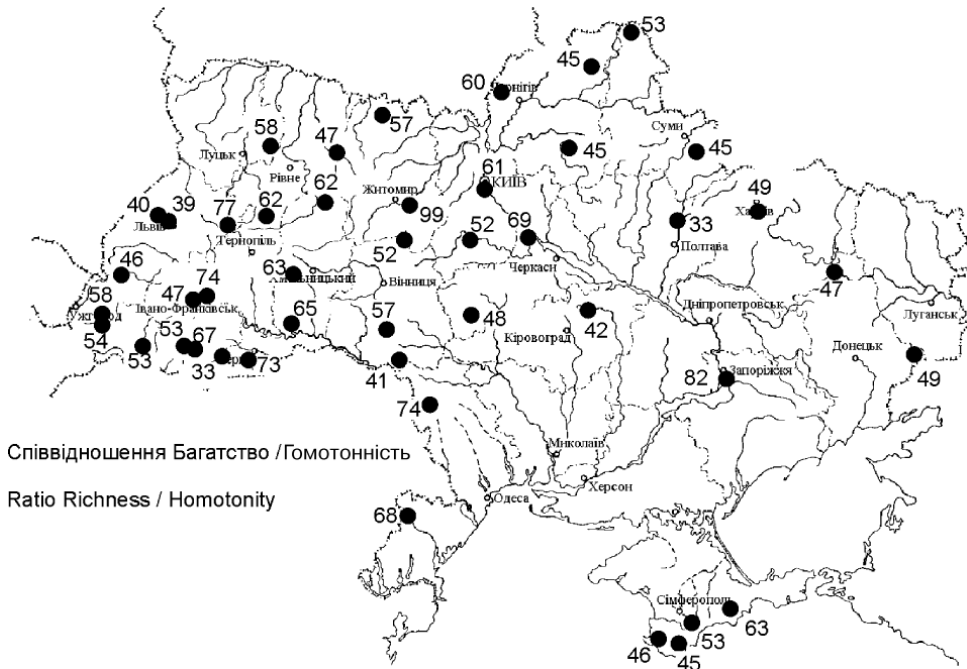 53
45
60
Чернігів
57
58
47
Суми
45
45
Луцьк
Рівне
61
КИЇВ
Житомир
62
62
99
49
Харків
40
39
Львів
77
Тернопіль
52
52
69
33
Полтава
Черкаси
46
63
Хмельницький
Вінниця
47
58
Ужгород
54
47
74
Івано-Франківськ
65
57
48
42
Кіровоград
Дніпропетровськ
Луганськ
Донецьк
53
53
67
33
73
41
82
Запоріжжя
49
74
Співвідношення Багатство /Гомотонність
Миколаїв
Ratio Richness / Homotonity
Херсон
Одеса
68
Сімферополь
63
53
46
45